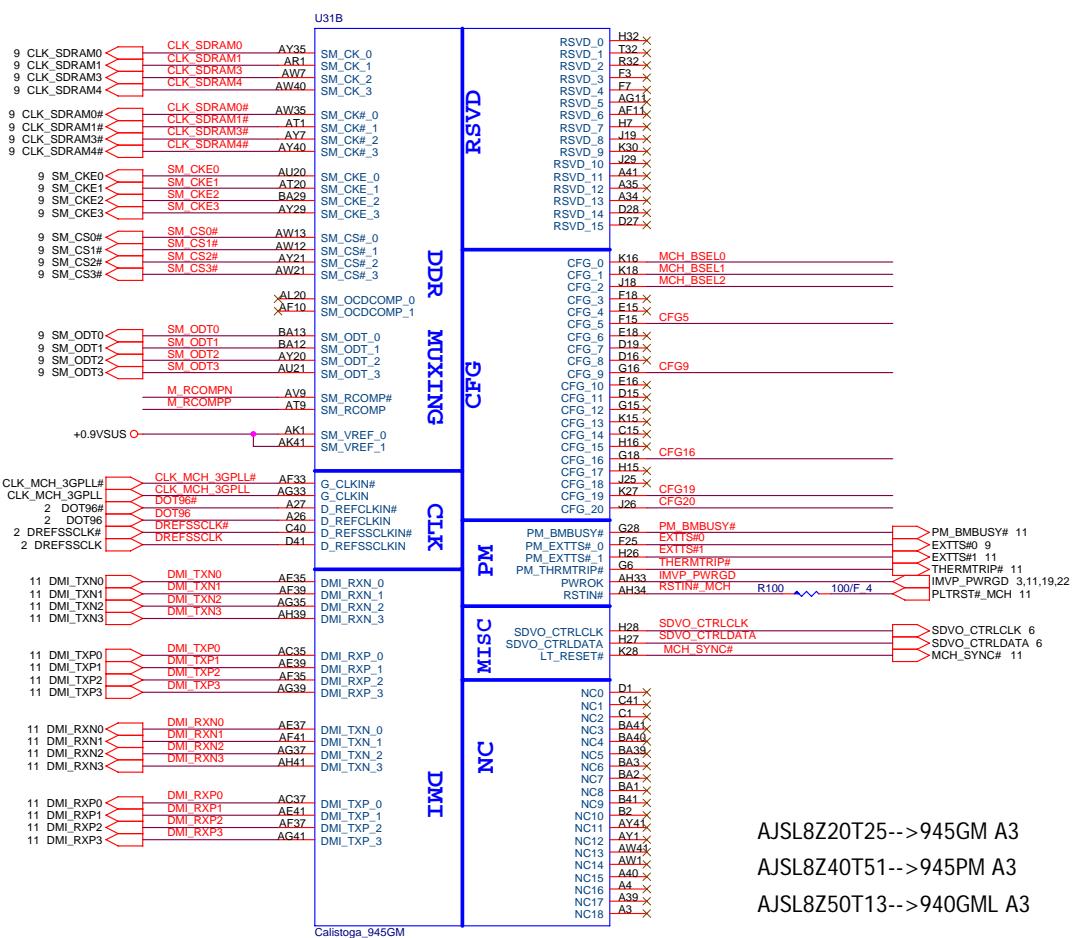 U31B
9 CLK_SDRAM0 CLK_SDRAM0 AY35 SM_CK_0
9 CLK_SDRAM1 CLK_SDRAM1 AR1 SM_CK_1
9 CLK_SDRAM3 CLK_SDRAM3 AW7 SM_CK_2
9 CLK_SDRAM4 CLK_SDRAM4 AW40 SM_CK_3
9 CLK_SDRAM0# CLK_SDRAM0# AW35 SM_CK#_0
9 CLK_SDRAM1# CLK_SDRAM1# AT1 SM_CK#_1
9 CLK_SDRAM3# CLK_SDRAM3# AY7 SM_CK#_2
9 CLK_SDRAM4# CLK_SDRAM4# AY40 SM_CK#_3
9 SM_CKE0 SM_CKE0 AU20 SM_CKE_0
9 SM_CKE1 SM_CKE1 AT20 SM_CKE_1
9 SM_CKE2 SM_CKE2 BA29 SM_CKE_2
9 SM_CKE3 SM_CKE3 AY29 SM_CKE_3
9 SM_CS0# SM_CS0# AW13 SM_CS#_0
9 SM_CS1# SM_CS1# AW12 SM_CS#_1
9 SM_CS2# SM_CS2# AY21 SM_CS#_2
9 SM_CS3# SM_CS3# AW21 SM_CS#_3
AL20 SM_OCDCOMP_0
AF10 SM_OCDCOMP_1
9 SM_ODT0 SM_ODT0 BA13 SM_ODT_0
9 SM_ODT1 SM_ODT1 BA12 SM_ODT_1
9 SM_ODT2 SM_ODT2 AY20 SM_ODT_2
9 SM_ODT3 SM_ODT3 AU21 SM_ODT_3
M_RCOMPN AV9 SM_RCOMP#
M_RCOMPP AT9 SM_RCOMP
+0.9VSUS AK1 SM_VREF_0
AK41 SM_VREF_1
DDR MUXING
CLK_MCH_3GPLL# CLK_MCH_3GPLL# AF33 G_CLKIN#
CLK_MCH_3GPLL CLK_MCH_3GPLL AG33 G_CLKIN
2 DOT96# DOT96# A27 D_REFCLKIN#
2 DOT96 DOT96 A26 D_REFCLKIN
2 DREFSSCLK# DREFSSCLK# C40 D_REFSSCLKIN#
2 DREFSSCLK DREFSSCLK D41 D_REFSSCLKIN
CLK
11 DMI_TXN0 DMI_TXN0 AE35 DMI_RXN_0
11 DMI_TXN1 DMI_TXN1 AF39 DMI_RXN_1
11 DMI_TXN2 DMI_TXN2 AG35 DMI_RXN_2
11 DMI_TXN3 DMI_TXN3 AH39 DMI_RXN_3
11 DMI_TXP0 DMI_TXP0 AC35 DMI_RXP_0
11 DMI_TXP1 DMI_TXP1 AE39 DMI_RXP_1
11 DMI_TXP2 DMI_TXP2 AF35 DMI_RXP_2
11 DMI_TXP3 DMI_TXP3 AG39 DMI_RXP_3
11 DMI_RXN0 DMI_RXN0 AE37 DMI_TXN_0
11 DMI_RXN1 DMI_RXN1 AF41 DMI_TXN_1
11 DMI_RXN2 DMI_RXN2 AG37 DMI_TXN_2
11 DMI_RXN3 DMI_RXN3 AH41 DMI_TXN_3
11 DMI_RXP0 DMI_RXP0 AC37 DMI_TXP_0
11 DMI_RXP1 DMI_RXP1 AE41 DMI_TXP_1
11 DMI_RXP2 DMI_RXP2 AF37 DMI_TXP_2
11 DMI_RXP3 DMI_RXP3 AG41 DMI_TXP_3
DMI
Calistoga_945GM
RSVD
RSVD_0 H32
RSVD_1 T32
RSVD_2 R32
RSVD_3 F3
RSVD_4 F7
RSVD_5 AG11
RSVD_6 AF11
RSVD_7 H7
RSVD_8 J19
RSVD_9 K30
RSVD_10 J29
RSVD_11 A41
RSVD_12 A35
RSVD_13 A34
RSVD_14 D28
RSVD_15 D27
CFG
CFG_0 K16 MCH_BSEL0
CFG_1 K18 MCH_BSEL1
CFG_2 J18 MCH_BSEL2
CFG_3 F18
CFG_4 E15
CFG_5 F15 CFG5
CFG_6 E18
CFG_7 D19
CFG_8 D16
CFG_9 G16 CFG9
CFG_10 E16
CFG_11 D15
CFG_12 G15
CFG_13 K15
CFG_14 C15
CFG_15 H16
CFG_16 G18 CFG16
CFG_17 H15
CFG_18 J25
CFG_19 K27 CFG19
CFG_20 J26 CFG20
PM
PM_BMBUSY# G28 PM_BMBUSY# PM_BMBUSY# 11
PM_EXTTS#_0 F25 EXTTS#0 EXTTS#0 9
PM_EXTTS#_1 H26 EXTTS#1 EXTTS#1 11
PM_THRMTRIP# G6 THERMTRIP# THERMTRIP# 11
PWROK AH33 IMVP_PWRGD IMVP_PWRGD 3,11,19,22
RSTIN# AH34 RSTIN#_MCH R100 100/F_4 PLTRST#_MCH 11
MISC
SDVO_CTRLCLK H28 SDVO_CTRLCLK SDVO_CTRLCLK 6
SDVO_CTRLDATA H27 SDVO_CTRLDATA SDVO_CTRLDATA 6
LT_RESET# K28 MCH_SYNC# MCH_SYNC# 11
NC
NC0 D1
NC1 C41
NC2 C1
NC3 BA41
NC4 BA40
NC5 BA39
NC6 BA3
NC7 BA2
NC8 BA1
NC9 B41
NC10 B2
NC11 AY41
NC12 AY1
NC13 AW41
NC14 AW1
NC15 A40
NC16 A4
NC17 A39
NC18 A3
AJSL8Z20T25-->945GM A3
AJSL8Z40T51-->945PM A3
AJSL8Z50T13-->940GML A3